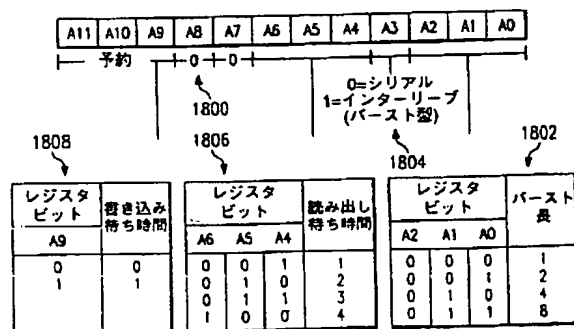 A11 A10 A9 A8 A7 A6 A5 A4 A3 A2 A1 A0
予約 0 0
1800
0=シリアル
1=インターリーブ
(バースト型)
1808
1806
1804
1802
レジスタ
ビット
書き込み
待ち時間
A9
0 0
1 1
レジスタ
ビット
読み出し
待ち時間
A6 A5 A4
0 0 1 1
0 1 0 2
0 1 1 3
1 0 0 4
レジスタ
ビット
バースト
長
A2 A1 A0
0 0 0 1
0 0 1 2
0 1 0 4
0 1 1 8